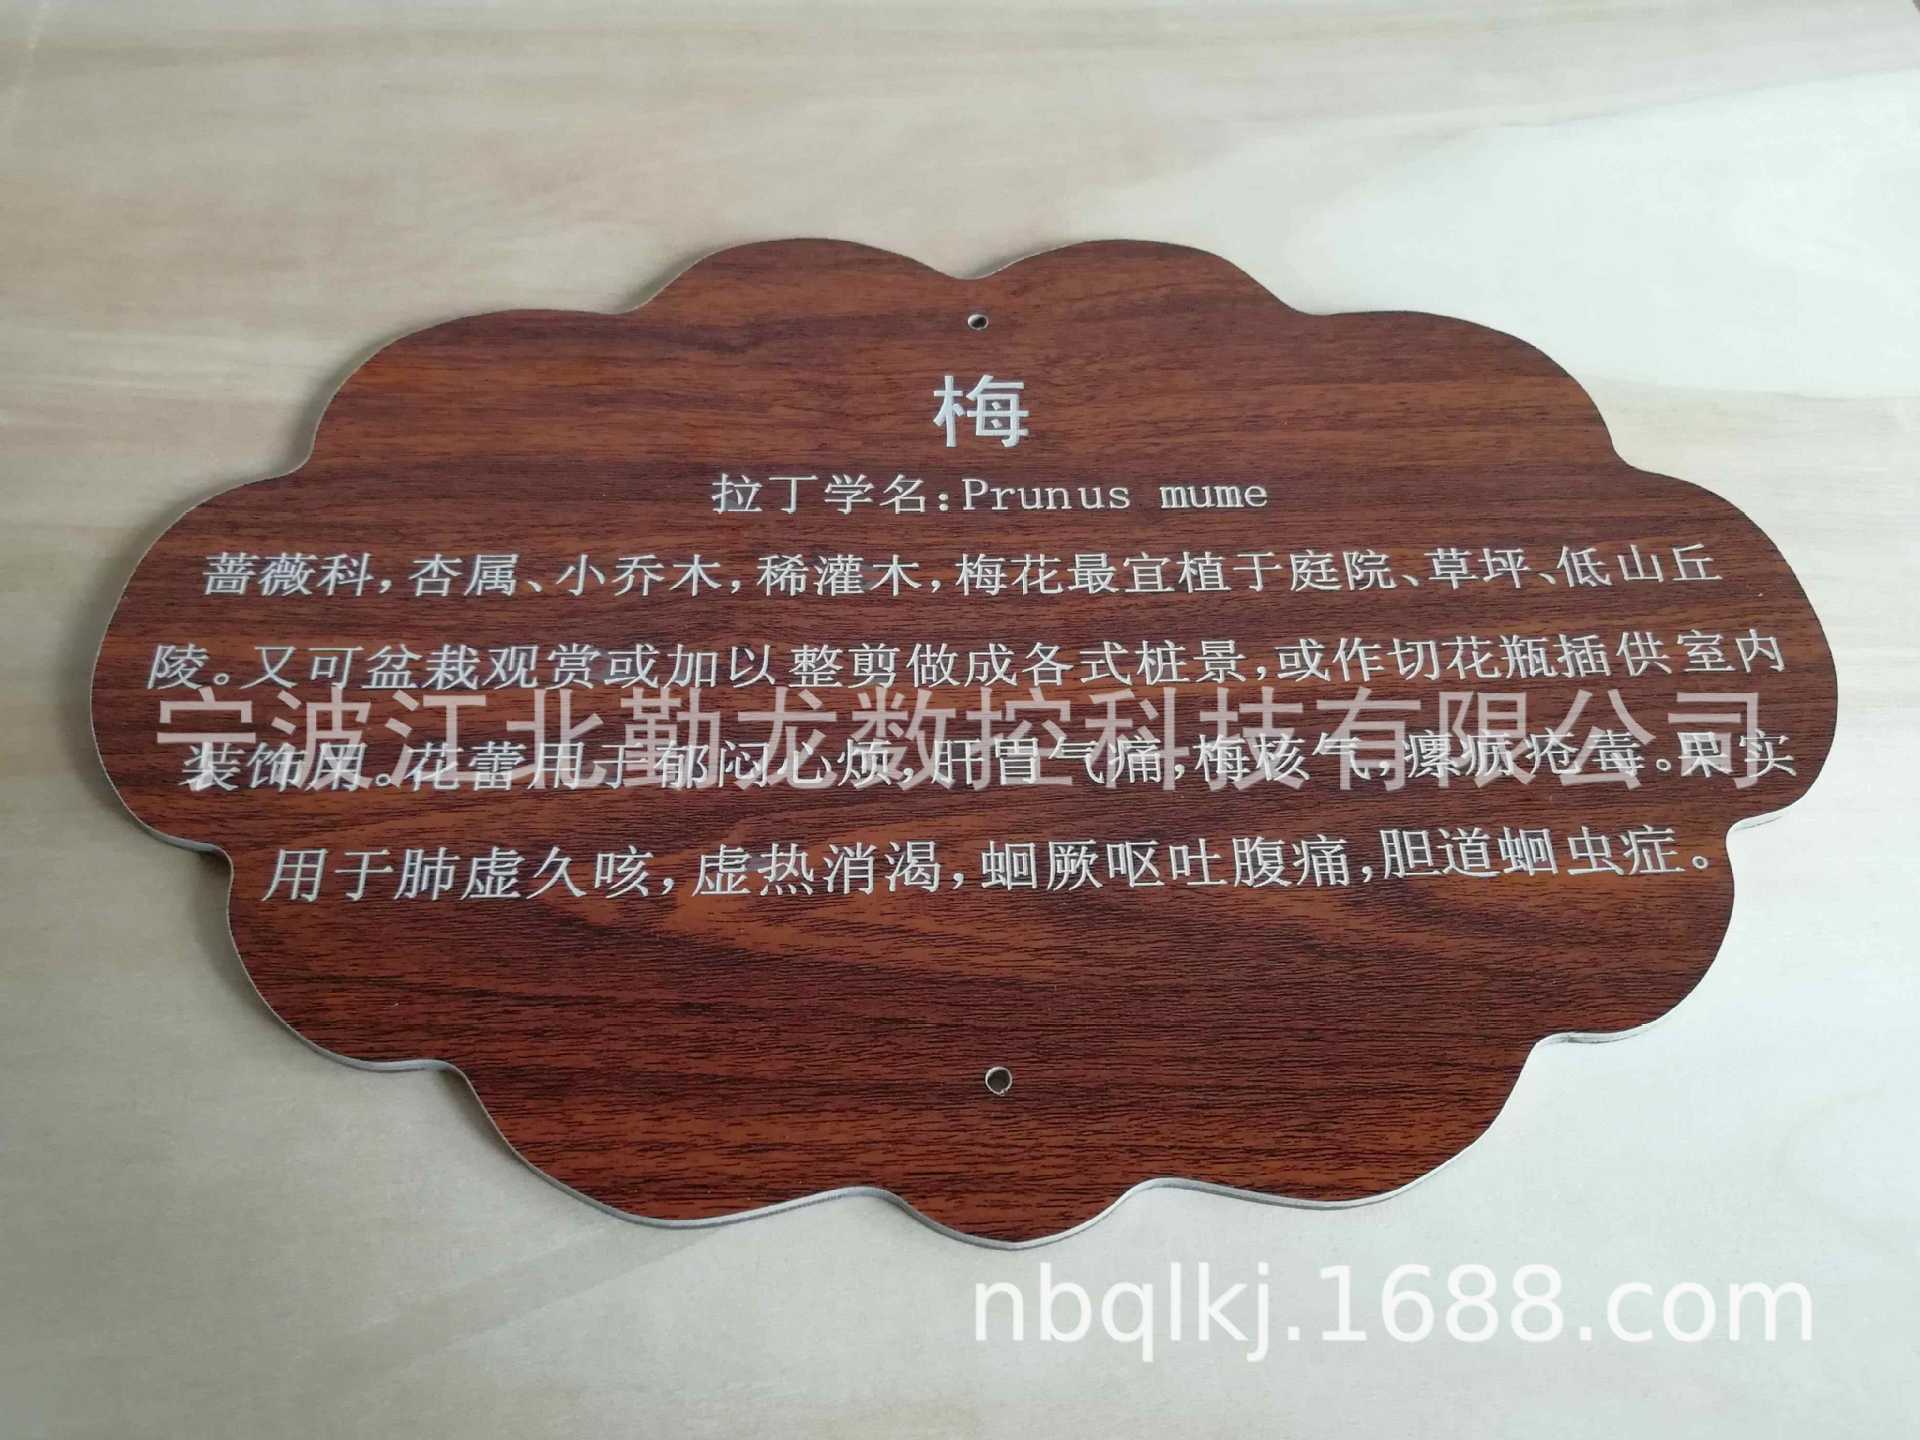 梅
拉丁学名:Prunus mume
蔷薇科,杏属、小乔木,稀灌木,梅花最宜植于庭院、草坪、低山丘
陵。又可盆栽观赏或加以整剪做成各式桩景,或作切花瓶插供室内
宁波江北勤龙数控科技有限公司
装饰用。花蕾用于郁闷心烦,肝胃气痛,梅核气,瘰疬疮毒。果实
用于肺虚久咳,虚热消渴,蛔厥呕吐腹痛,胆道蛔虫症。
nbqlkj.1688.com